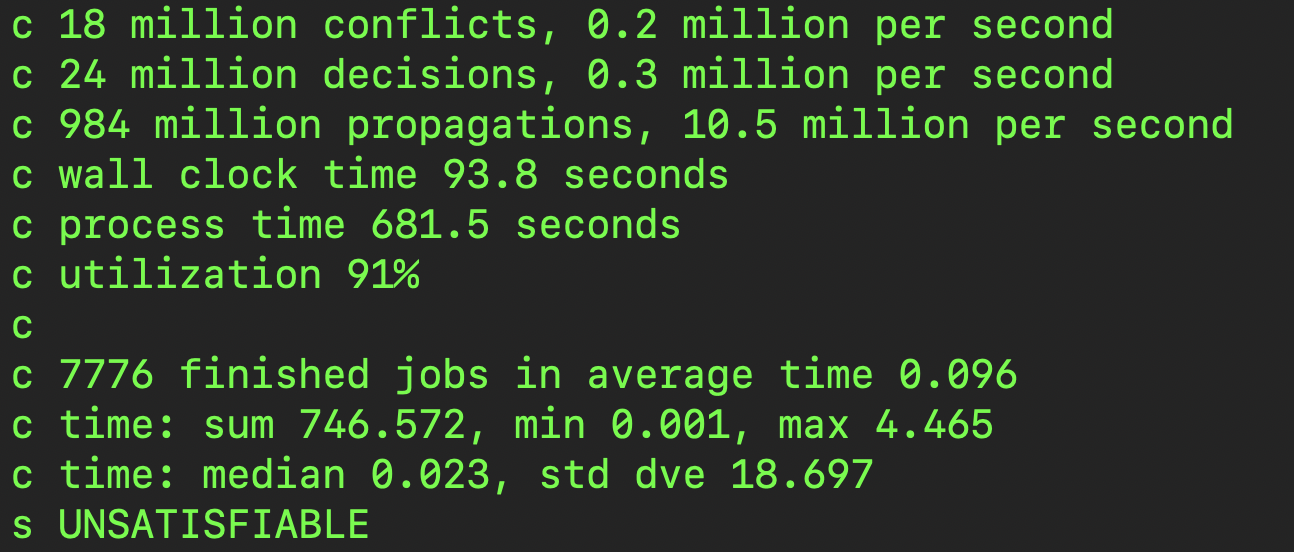 c 18 million conflicts, 0.2 million per second
c 24 million decisions, 0.3 million per second
c 984 million propagations, 10.5 million per second
c wall clock time 93.8 seconds
c process time 681.5 seconds
c utilization 91%
c
c 7776 finished jobs in average time 0.096
c time: sum 746.572, min 0.001, max 4.465
c time: median 0.023, std dve 18.697
s UNSATISFIABLE